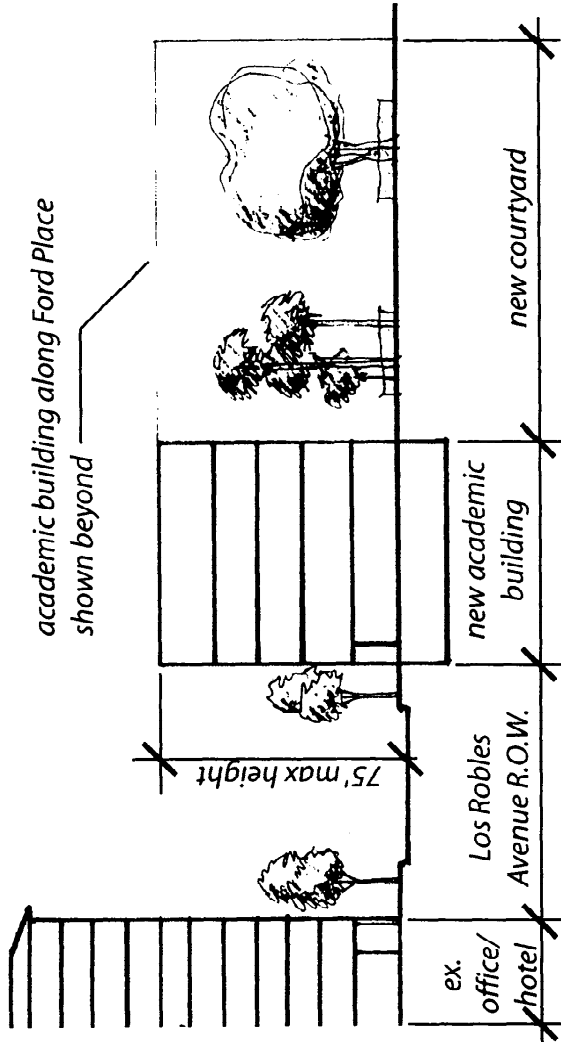 academic building along Ford Place
shown beyond
75' max height
ex.
office/
hotel
Los Robles
Avenue R.O.W.
new academic
building
new courtyard